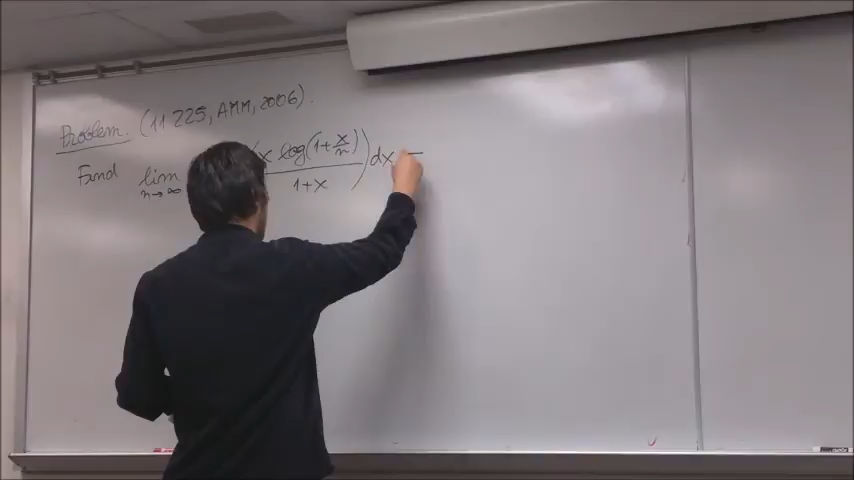 Problem. (11225, AMM, 2006).
Find lim n→∞ (x log(1+x/n) / 1+x) dx